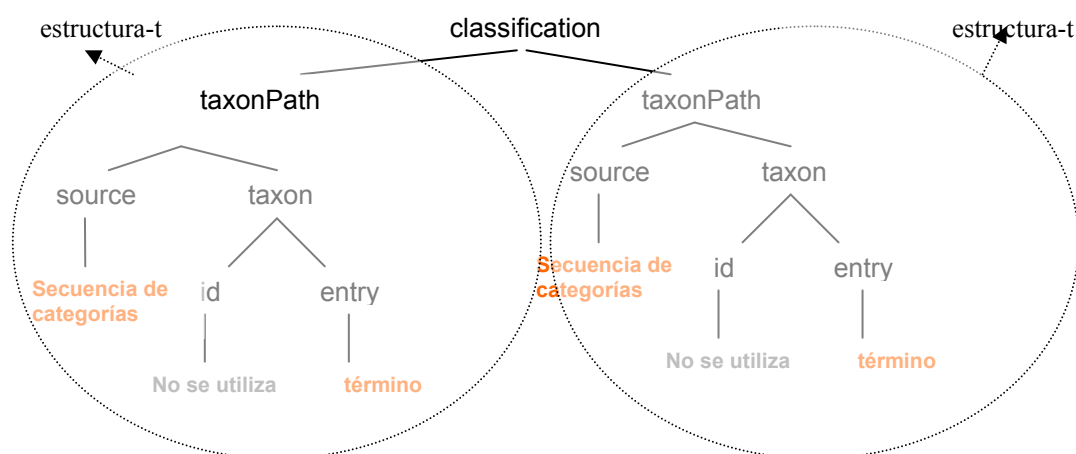 estructura-t
classification
estructura-t
taxonPath
taxonPath
source
taxon
source
taxon
Secuencia de
categorías
id
entry
Secuencia de
categorías
id
entry
No se utiliza
término
No se utiliza
término